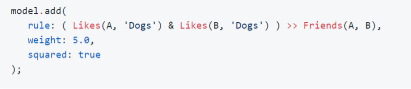 model.add(
rule: ( Likes(A, 'Dogs') & Likes(B, 'Dogs') ) >> Friends(A, B),
weight: 5.0,
squared: true
);